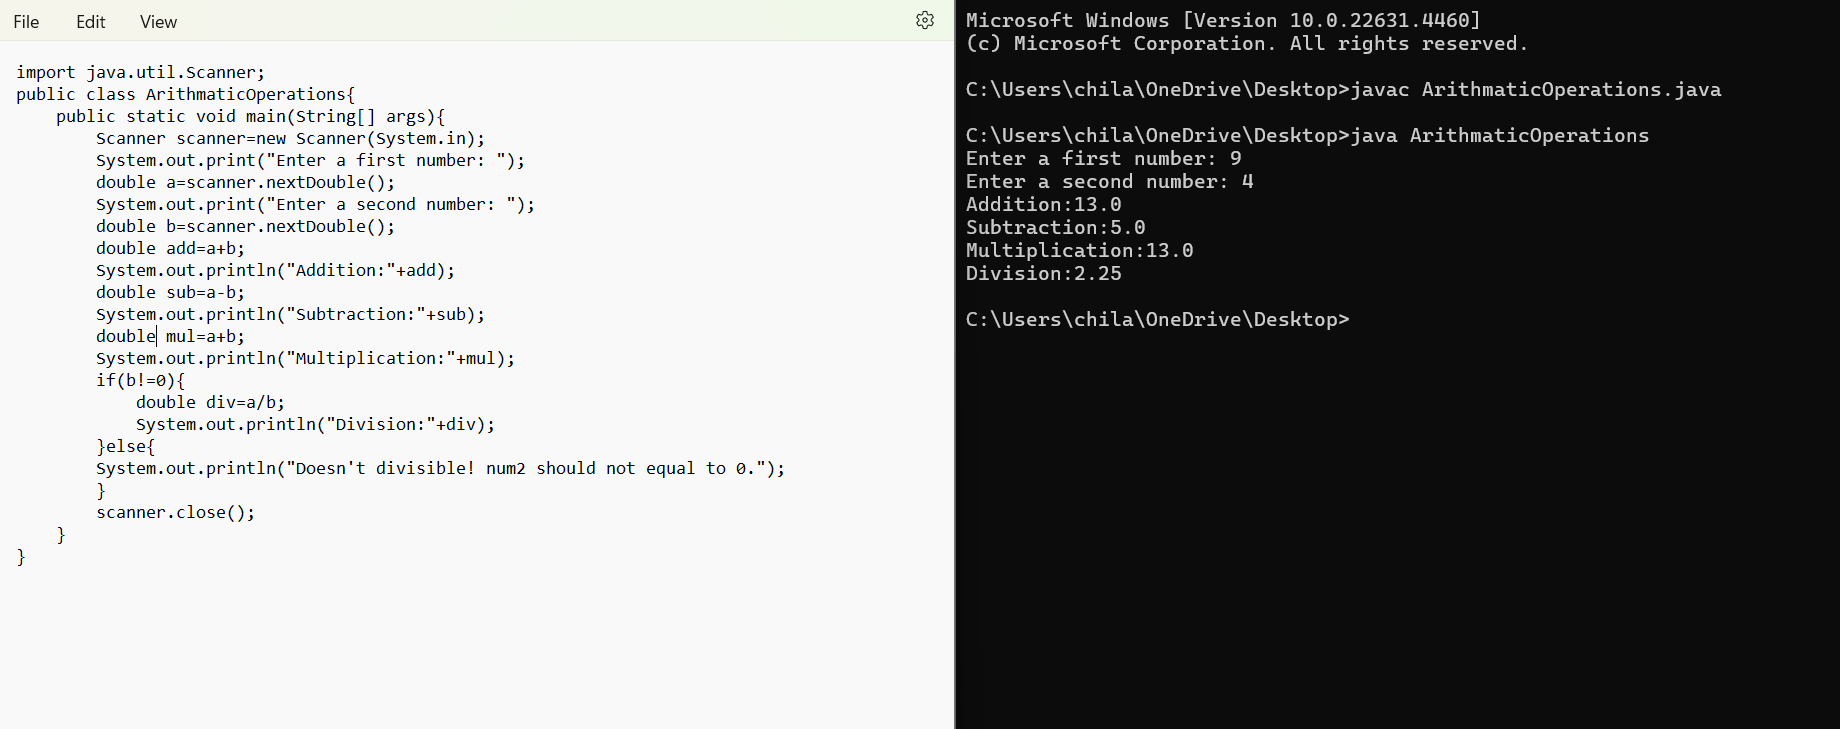 File Edit View
import java.util.Scanner;
public class ArithmaticOperations{
    public static void main(String[] args){
        Scanner scanner=new Scanner(System.in);
        System.out.print("Enter a first number: ");
        double a=scanner.nextDouble();
        System.out.print("Enter a second number: ");
        double b=scanner.nextDouble();
        double add=a+b;
        System.out.println("Addition:"+add);
        double sub=a-b;
        System.out.println("Subtraction:"+sub);
        double mul=a+b;
        System.out.println("Multiplication:"+mul);
        if(b!=0){
            double div=a/b;
            System.out.println("Division:"+div);
        }else{
        System.out.println("Doesn't divisible! num2 should not equal to 0.");
        }
        scanner.close();
    }
}
Microsoft Windows [Version 10.0.22631.4460]
(c) Microsoft Corporation. All rights reserved.
C:\Users\chila\OneDrive\Desktop>javac ArithmaticOperations.java
C:\Users\chila\OneDrive\Desktop>java ArithmaticOperations
Enter a first number: 9
Enter a second number: 4
Addition:13.0
Subtraction:5.0
Multiplication:13.0
Division:2.25
C:\Users\chila\OneDrive\Desktop>